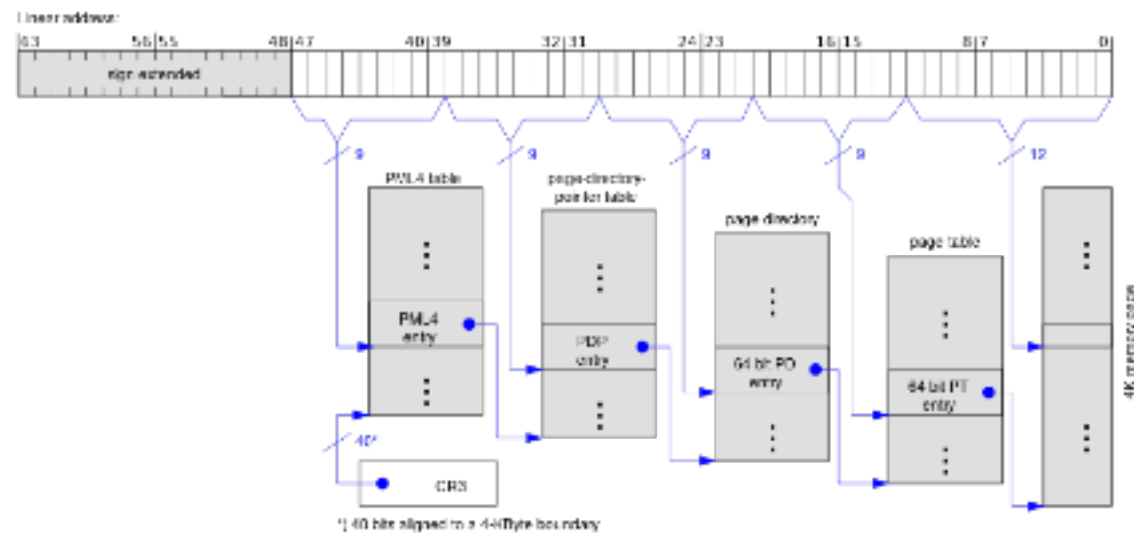 Linear address:
63 56 55 48 47 40 39 32 31 24 23 16 15 8 7 0
sign extended
9 9 9 9 12
PML4 table
page-directory-
pointer table
page directory
page table
PML4
entry
PDP
entry
64 bit PD
entry
64 bit PT
entry
4K memory page
40*
CR3
*) 40 bits aligned to a 4-KByte boundary